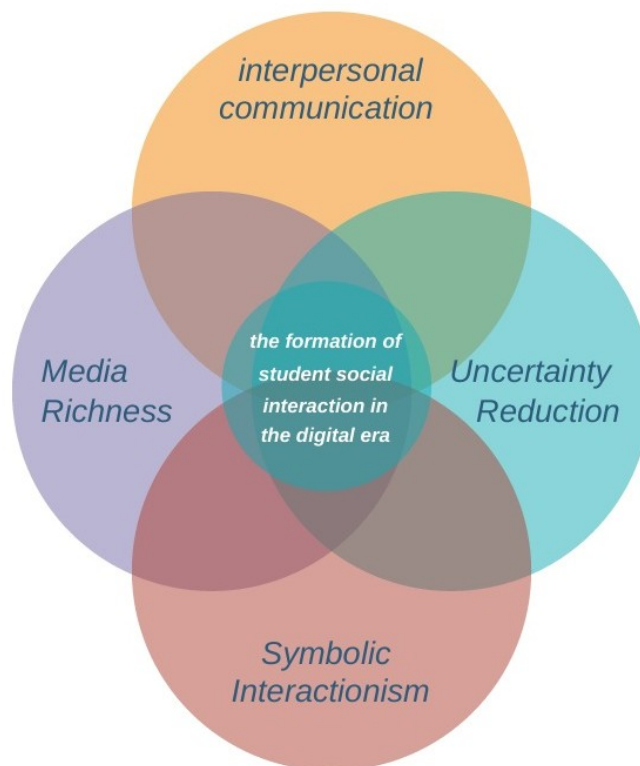 interpersonal
communication
the formation of
student social
interaction in
the digital era
Media
Richness
Uncertainty
Reduction
Symbolic
Interactionism